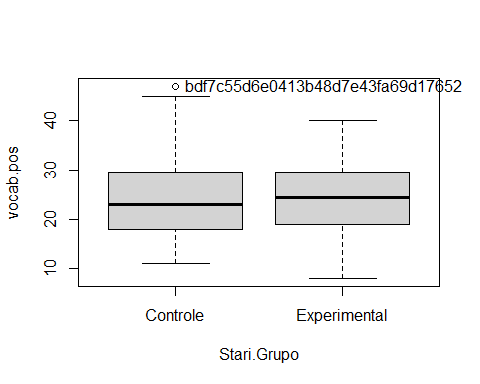 bdf7c55d6e0413b48d7e43fa69d17652
40
30
20
10
vocab.pos
Controle
Experimental
Stari.Grupo